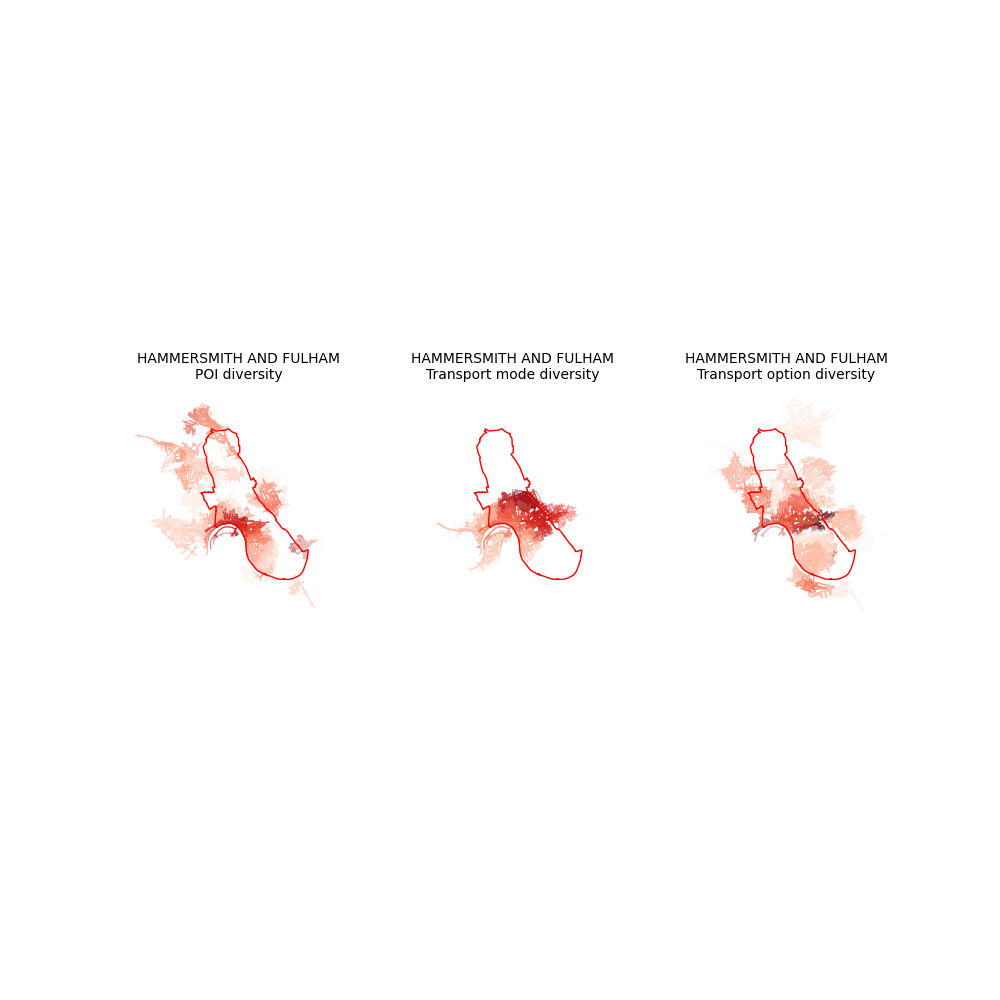 HAMMERSMITH AND FULHAM
POI diversity
HAMMERSMITH AND FULHAM
Transport mode diversity
HAMMERSMITH AND FULHAM
Transport option diversity